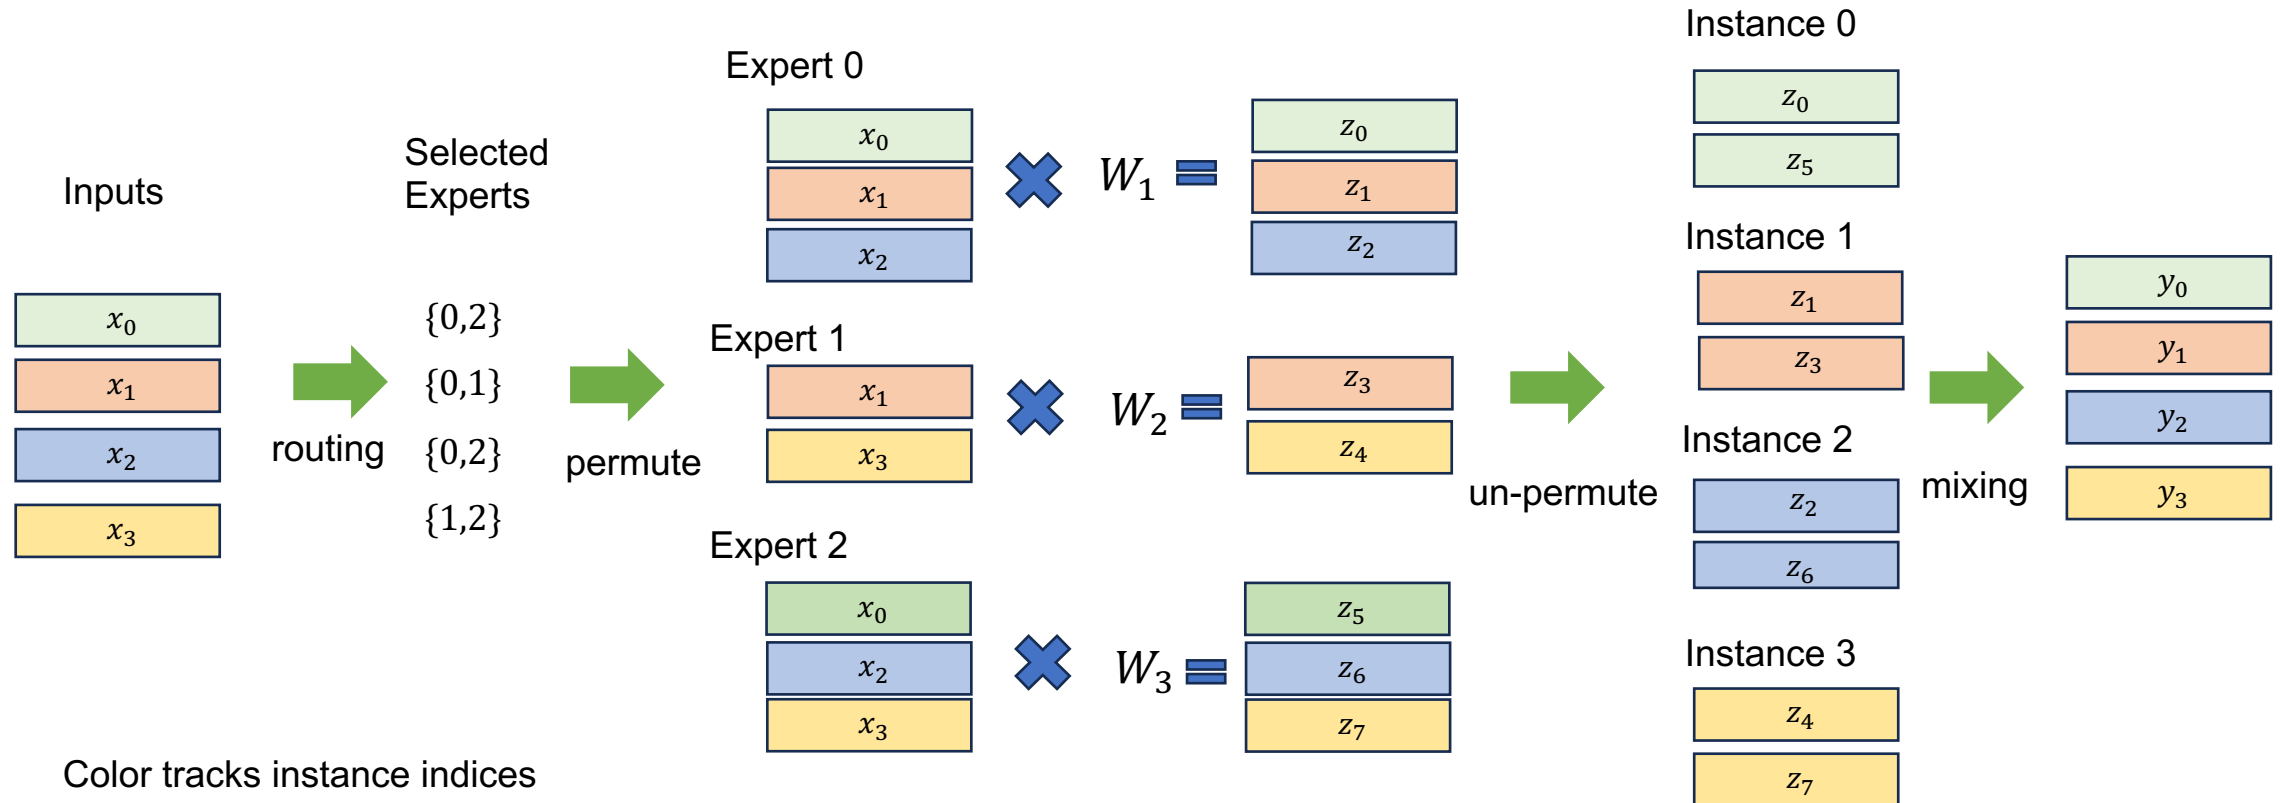 Inputs
x₀
x₁
x₂
x₃
routing
Selected
Experts
{0,2}
{0,1}
{0,2}
{1,2}
permute
Expert 0
x₀
x₁
x₂
W₁ =
z₀
z₁
z₂
Expert 1
x₁
x₃
W₂ =
z₃
z₄
Expert 2
x₀
x₂
x₃
W₃ =
z₅
z₆
z₇
un-permute
Instance 0
z₀
z₅
Instance 1
z₁
z₃
Instance 2
z₂
z₆
Instance 3
z₄
z₇
mixing
y₀
y₁
y₂
y₃
Color tracks instance indices